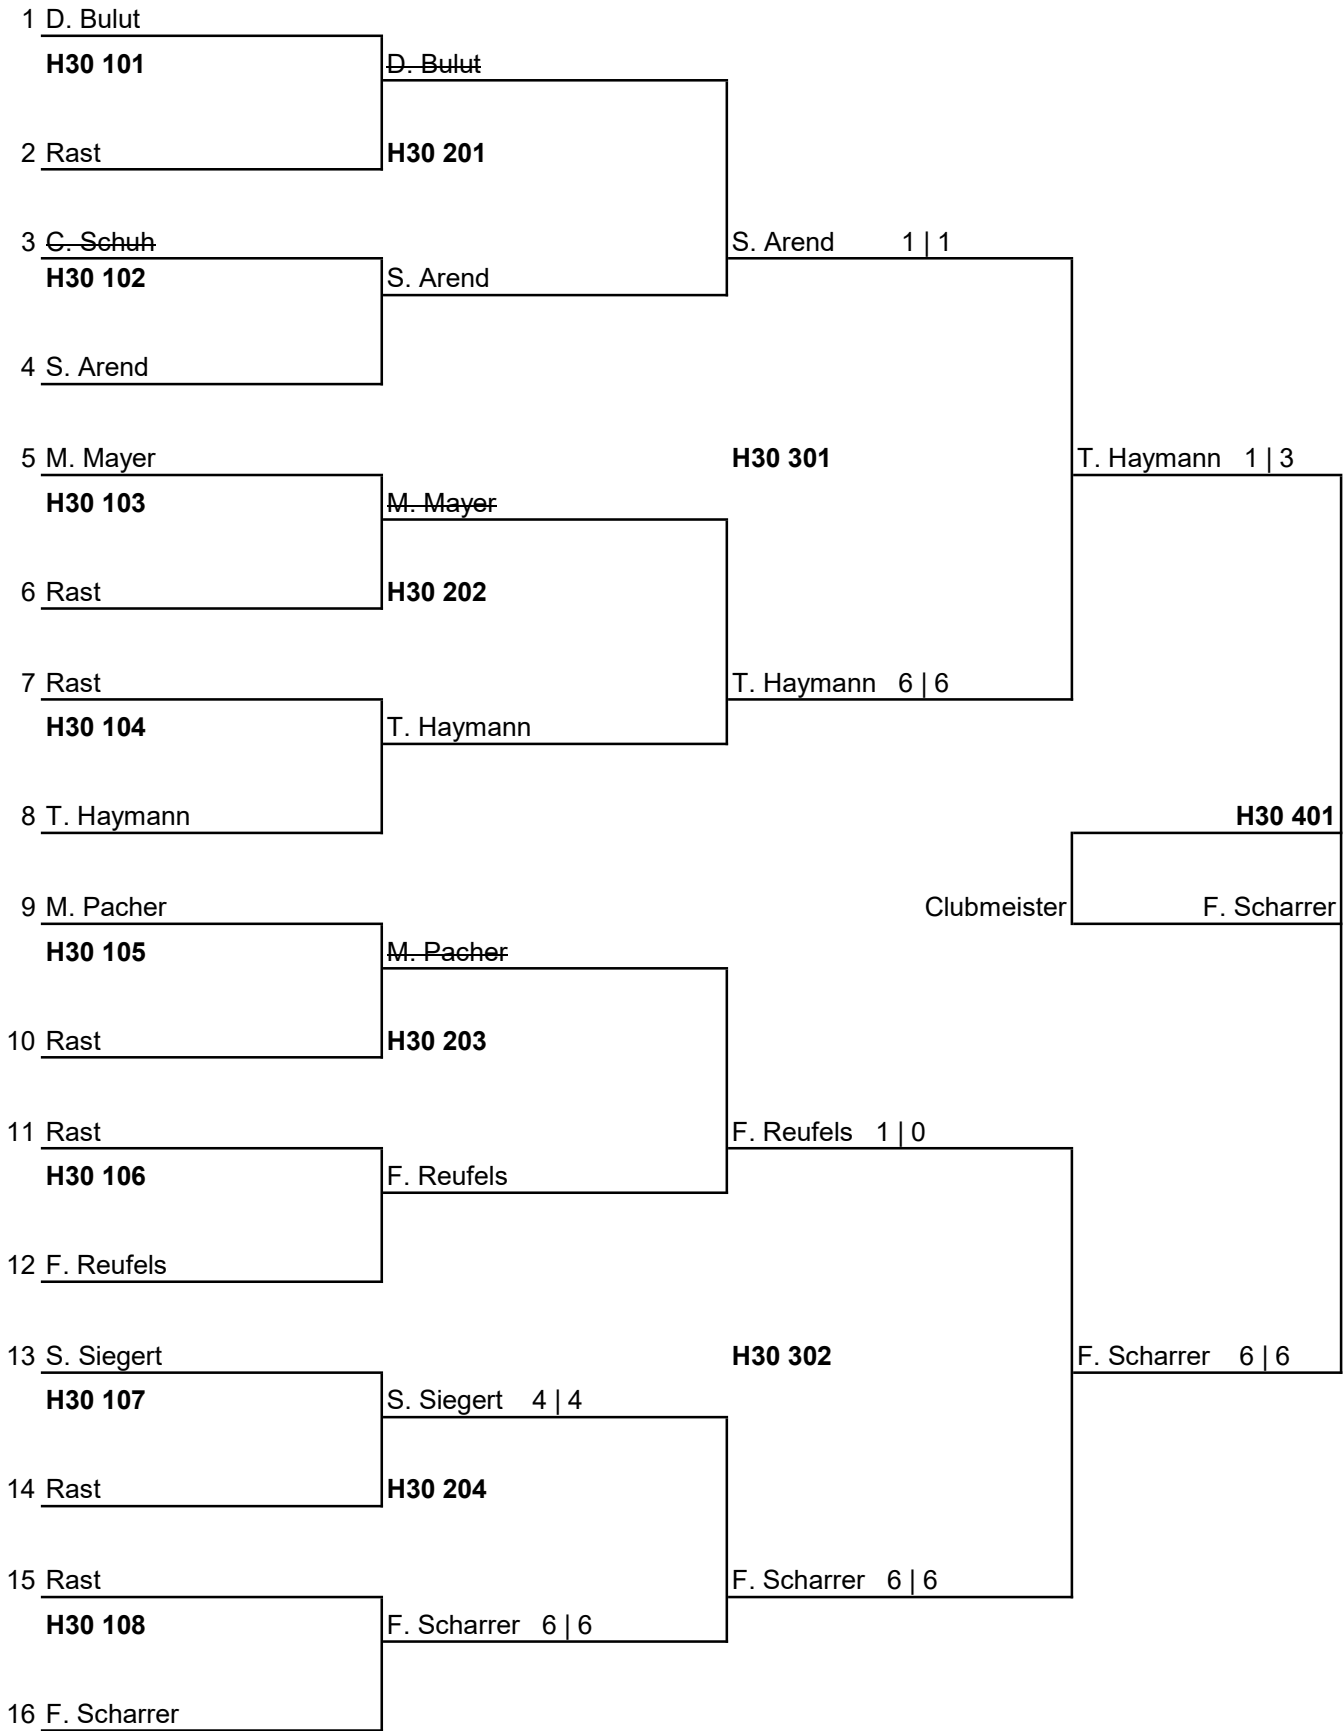 1 D. Bulut
H30 101
D. Bulut
2 Rast
H30 201
3 C. Schuh
S. Arend 1 | 1
H30 102
S. Arend
4 S. Arend
5 M. Mayer
H30 301
T. Haymann 1 | 3
H30 103
M. Mayer
6 Rast
H30 202
7 Rast
T. Haymann 6 | 6
H30 104
T. Haymann
8 T. Haymann
H30 401
9 M. Pacher
Clubmeister
F. Scharrer
H30 105
M. Pacher
10 Rast
H30 203
11 Rast
F. Reufels 1 | 0
H30 106
F. Reufels
12 F. Reufels
13 S. Siegert
H30 302
F. Scharrer 6 | 6
H30 107
S. Siegert 4 | 4
14 Rast
H30 204
15 Rast
F. Scharrer 6 | 6
H30 108
F. Scharrer 6 | 6
16 F. Scharrer